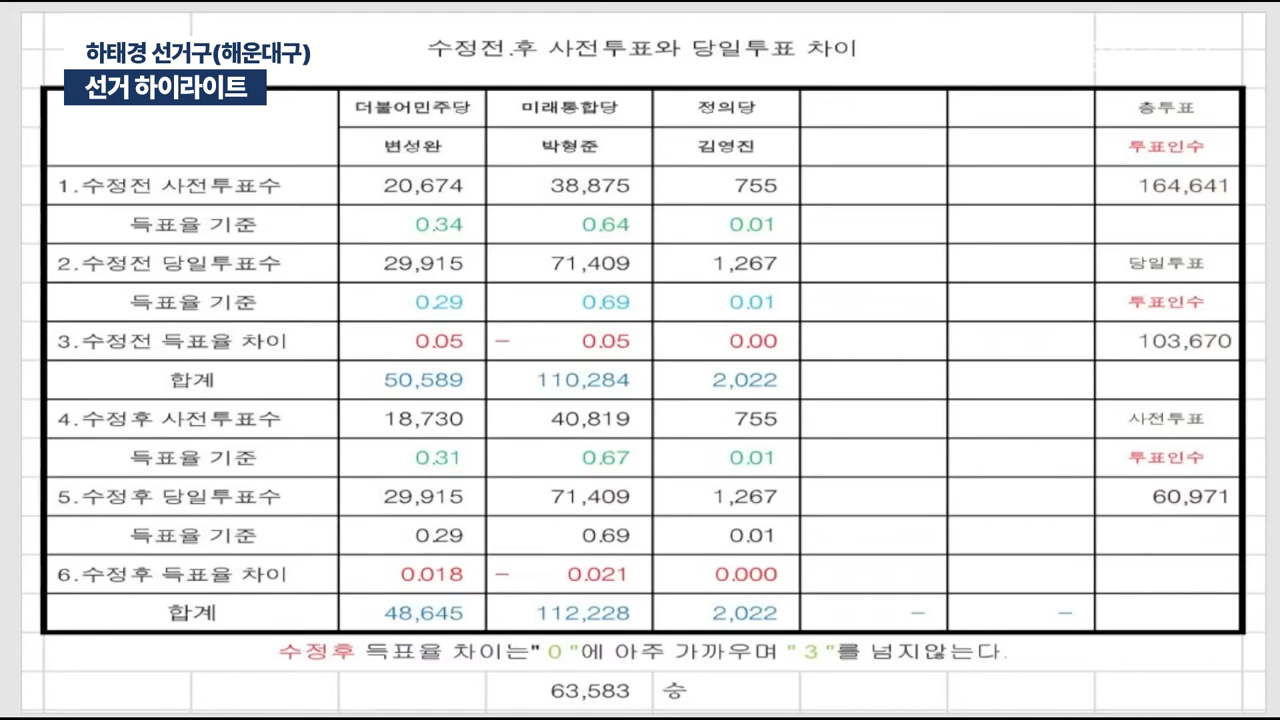 하태경 선거구(해운대구)
선거 하이라이트
수정전.후 사전투표와 당일투표 차이
더불어민주당 미래통합당 정의당 총투표
변성완 박형준 김영진 투표인수
1.수정전 사전투표수 20,674 38,875 755 164,641
득표율 기준 0.34 0.64 0.01
2.수정전 당일투표수 29,915 71,409 1,267 당일투표
득표율 기준 0.29 0.69 0.01 투표인수
3.수정전 득표율 차이 0.05 - 0.05 0.00 103,670
합계 50,589 110,284 2,022
4.수정후 사전투표수 18,730 40,819 755 사전투표
득표율 기준 0.31 0.67 0.01 투표인수
5.수정후 당일투표수 29,915 71,409 1,267 60,971
득표율 기준 0.29 0.69 0.01
6.수정후 득표율 차이 0.018 - 0.021 0.000
합계 48,645 112,228 2,022 - -
수정후 득표율 차이는" 0 "에 아주 가까우며 " 3 "를 넘지않는다.
63,583 승